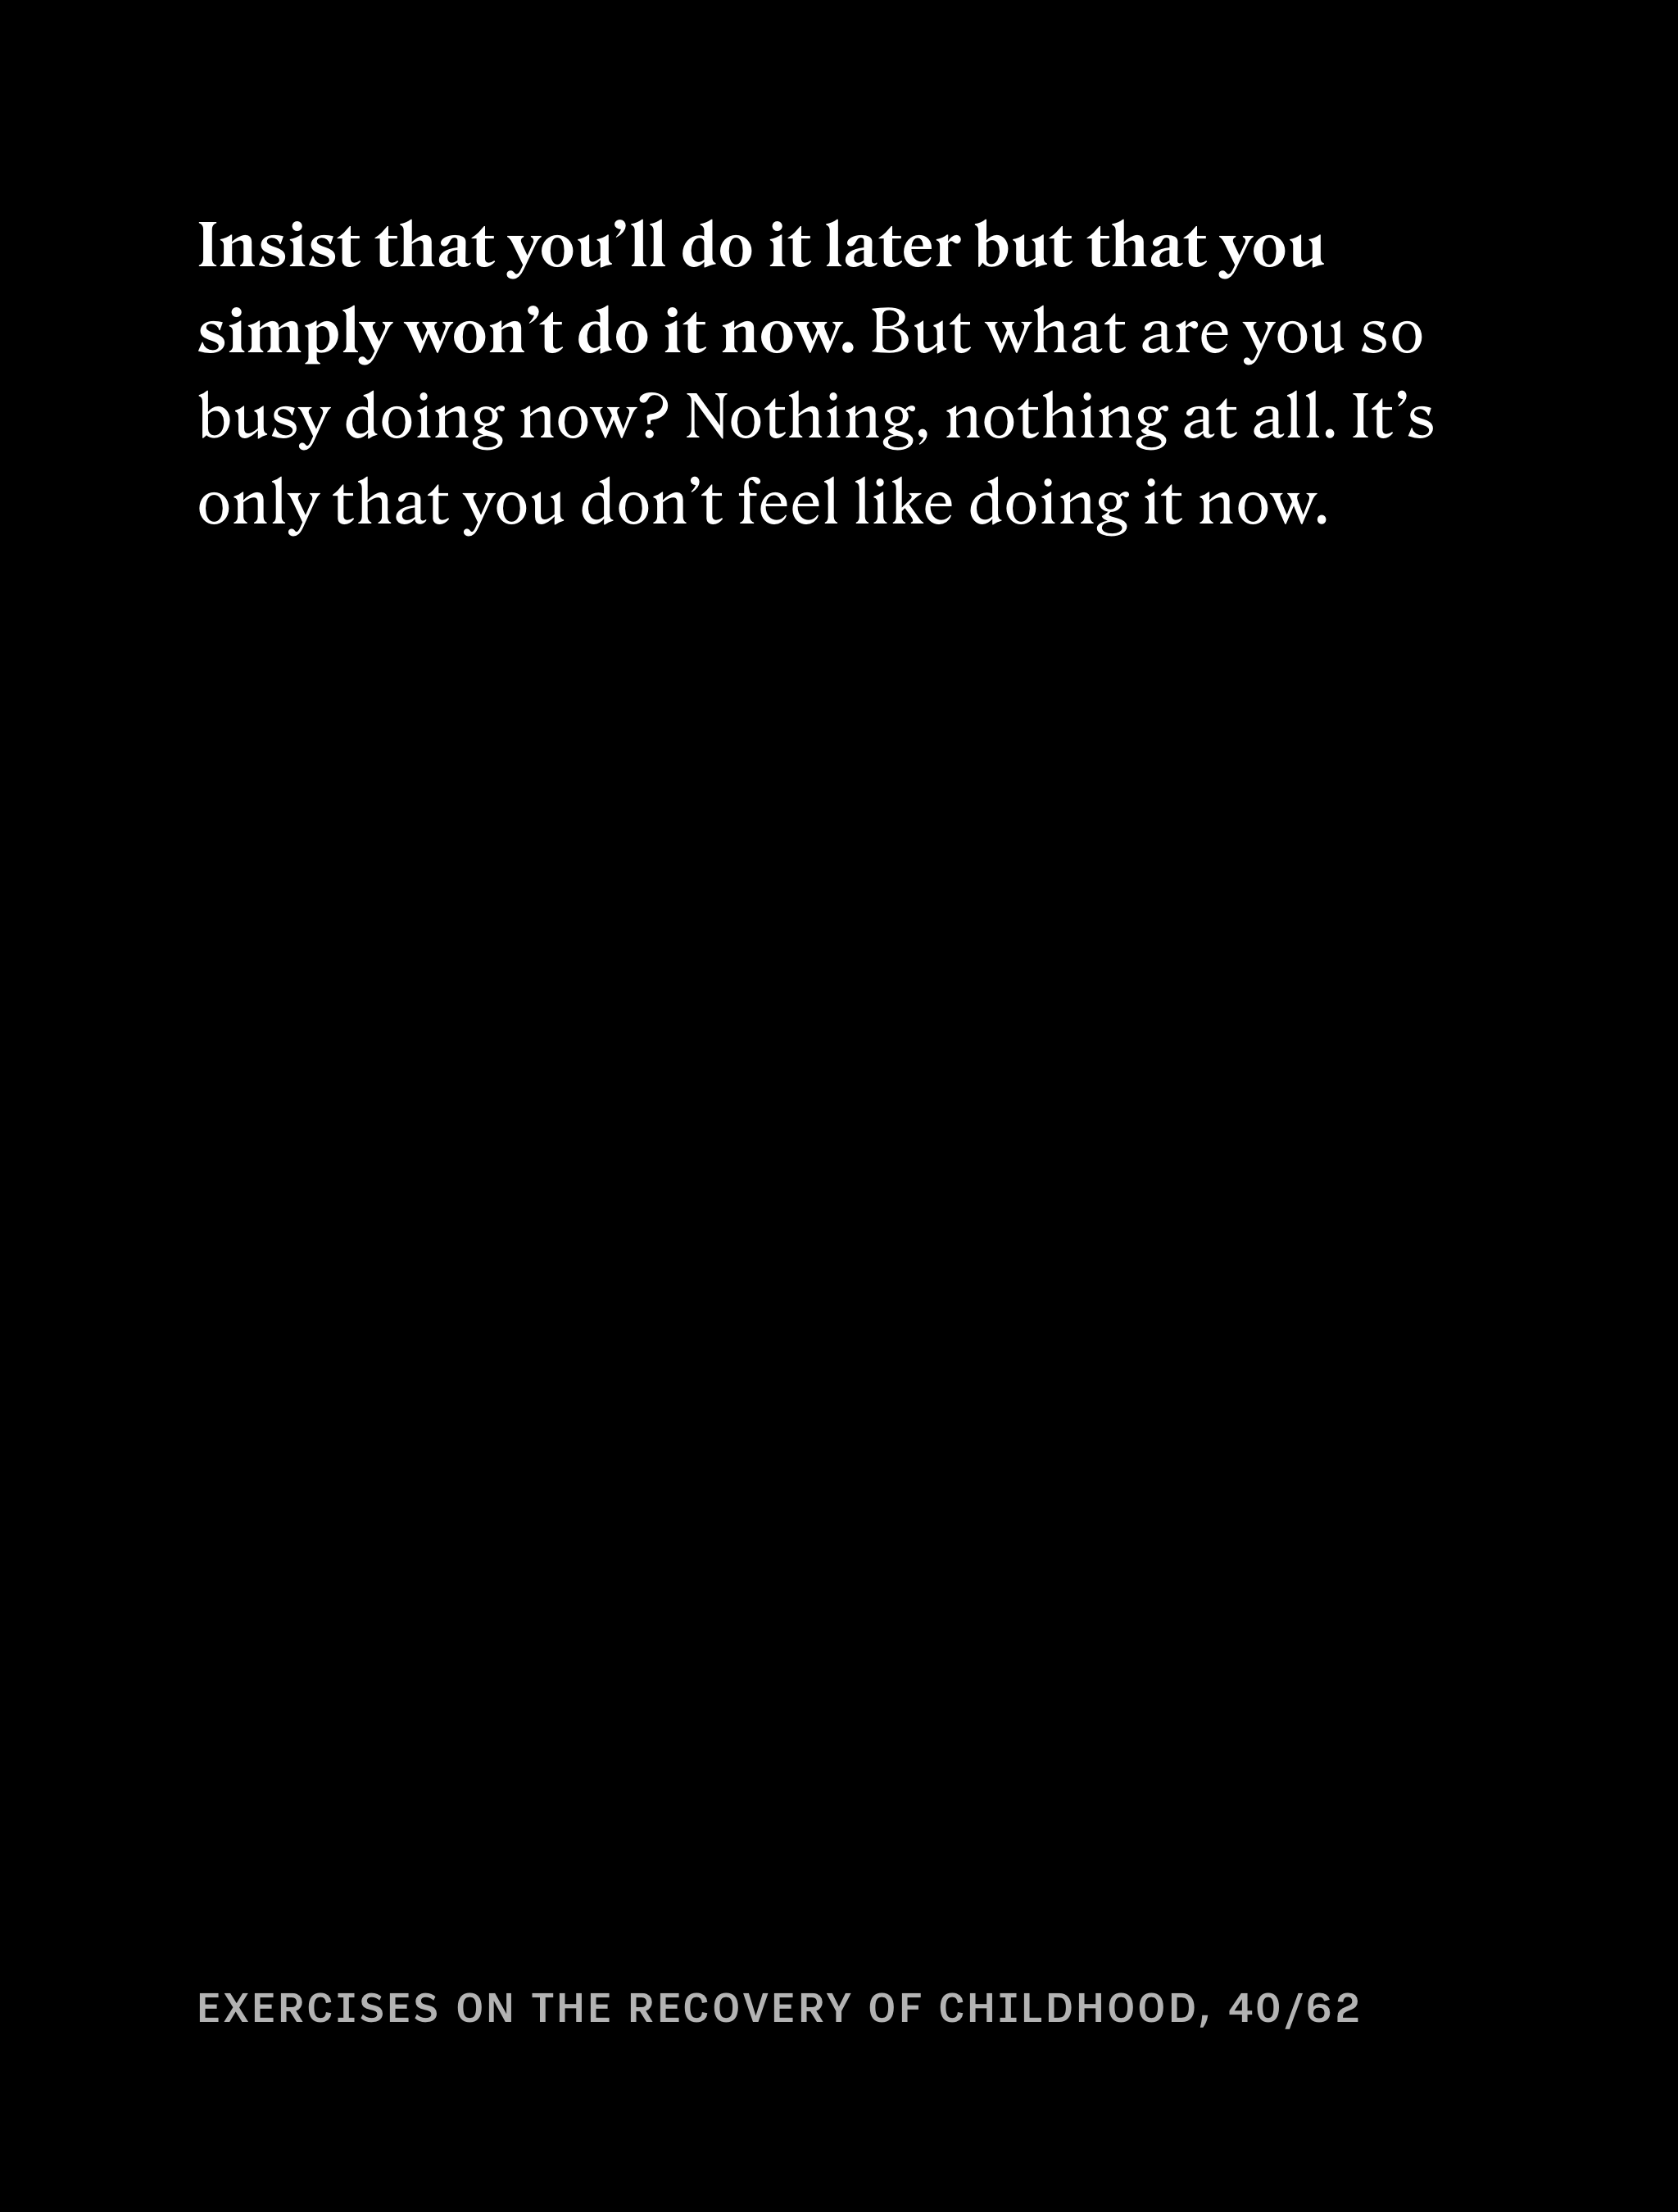 Insist that you’ll do it later but that you
simply won’t do it now. But what are you so
busy doing now? Nothing, nothing at all. It’s
only that you don’t feel like doing it now.
EXERCISES ON THE RECOVERY OF CHILDHOOD, 40/62